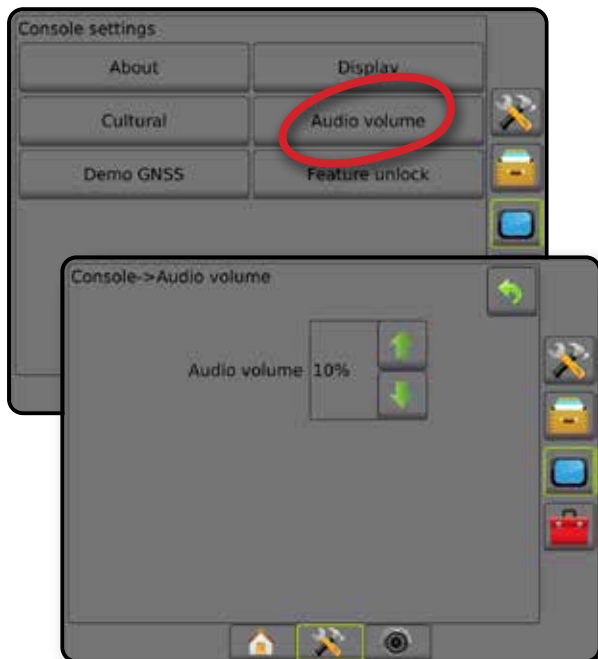 Console settings
About
Display
Cultural
Audio volume
Demo GNSS
Feature unlock
Console->Audio volume
Audio volume 10%